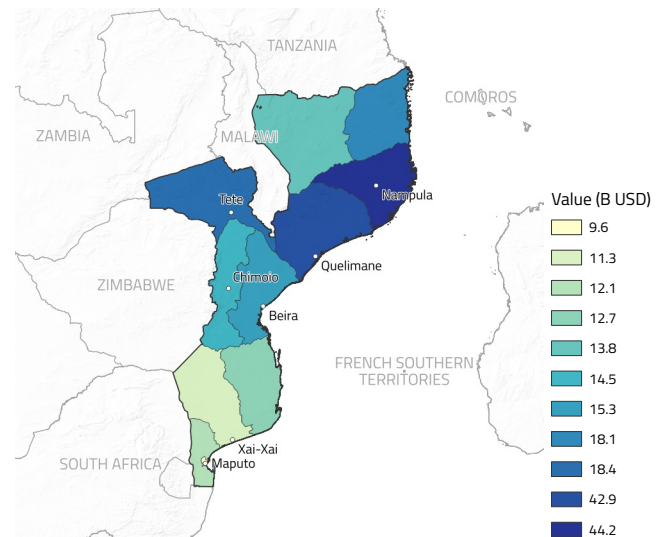 TANZANIA
COMOROS
ZAMBIA
MALAWI
Nampula
Tete
Value (B USD)
9.6
Quelimane
11.3
Chimoio
ZIMBABWE
12.1
Beira
12.7
13.8
FRENCH SOUTHERN
TERRITORIES
14.5
15.3
18.1
Xai-Xai
SOUTH AFRICA
Maputo
18.4
42.9
44.2